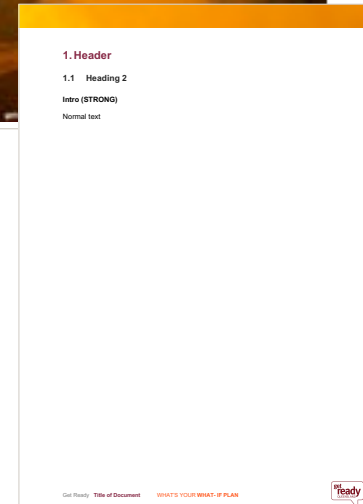 1. Header
1.1 Heading 2
Intro (STRONG)
Normal text
Get Ready Title of Document WHAT'S YOUR WHAT- IF PLAN
get
ready